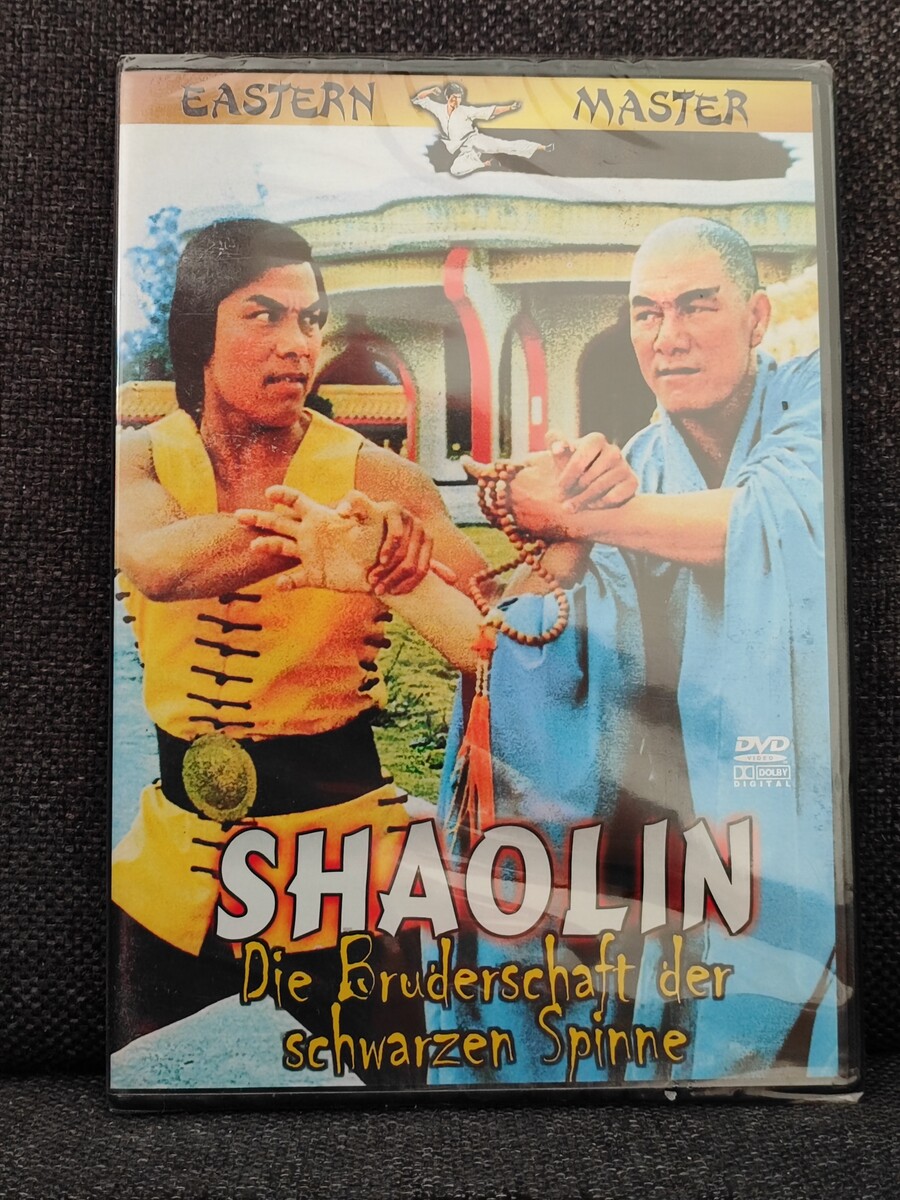 EASTERN MASTER
DVD
VIDEO
DOLBY
DIGITAL
SHAOLIN
Die Bruderschaft der
schwarzen Spinne